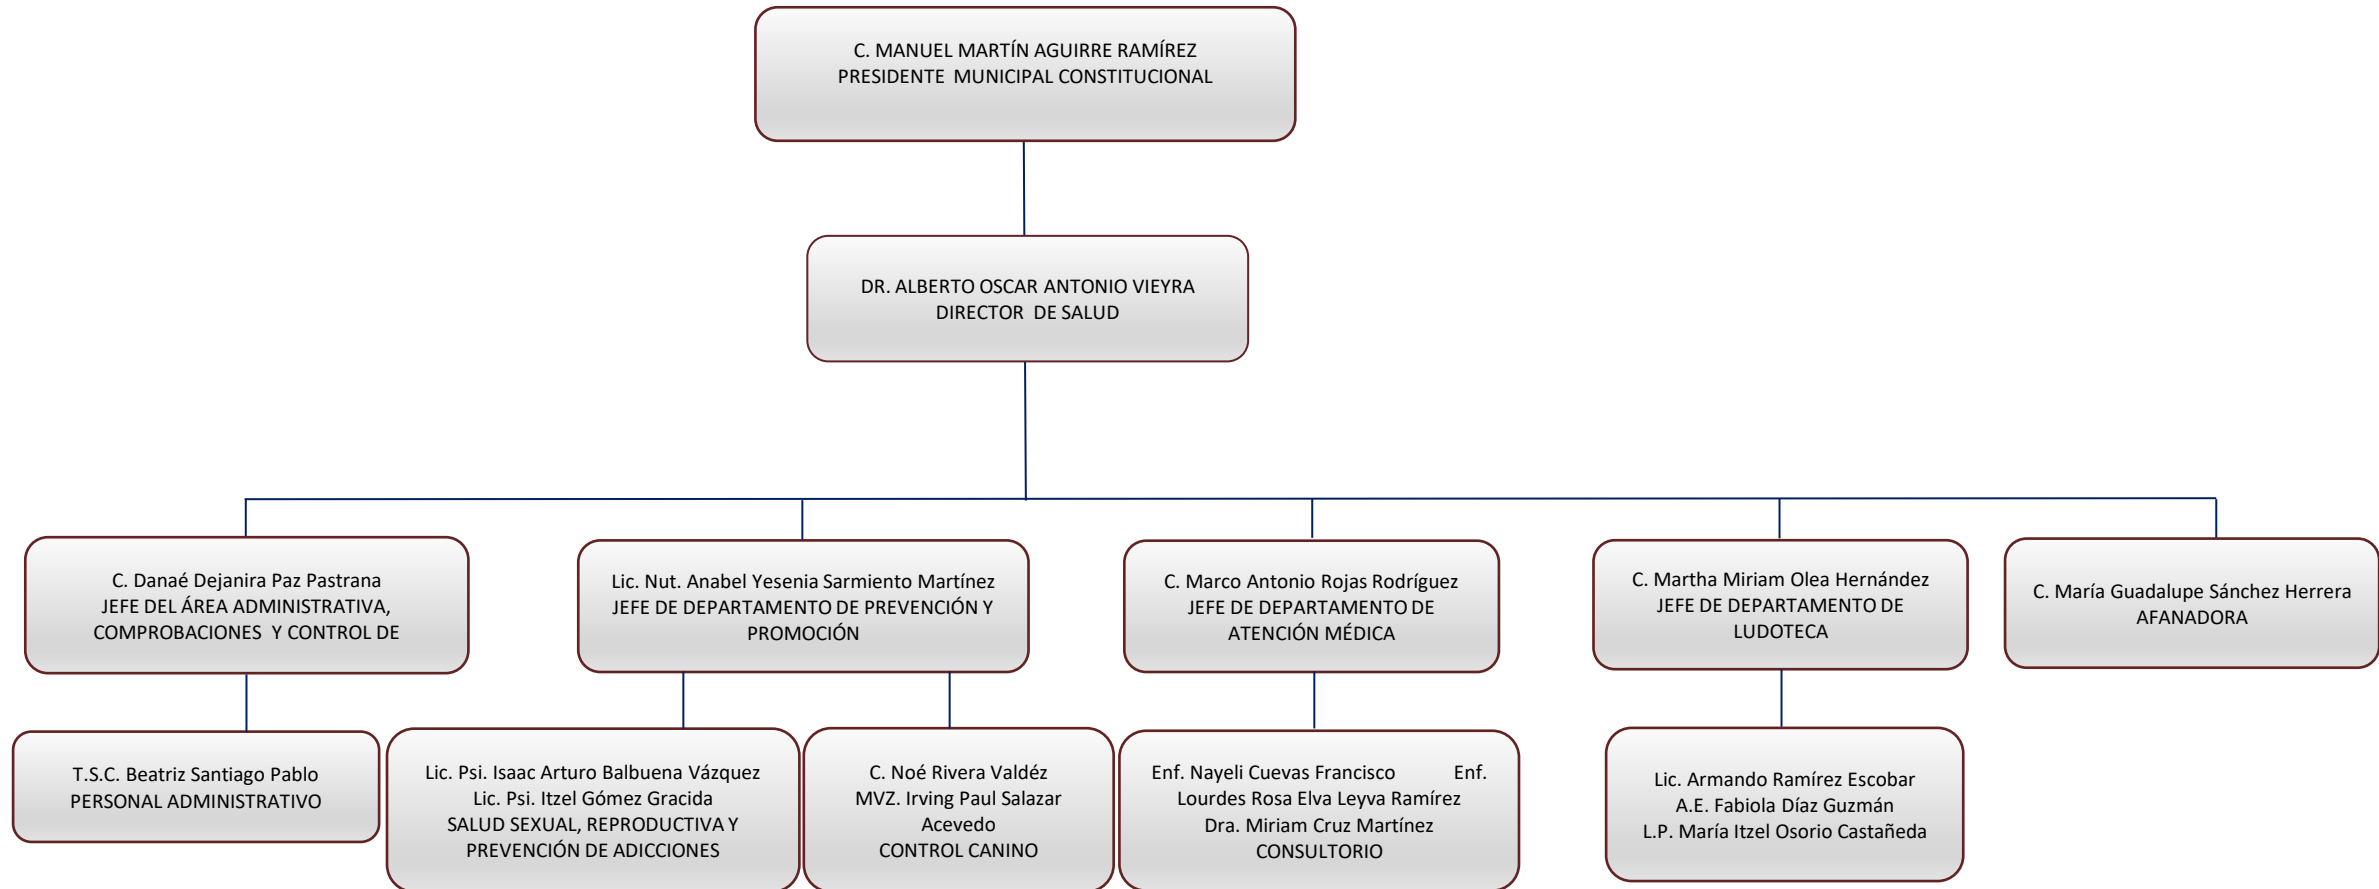 C. MANUEL MARTÍN AGUIRRE RAMÍREZ
PRESIDENTE MUNICIPAL CONSTITUCIONAL
DR. ALBERTO OSCAR ANTONIO VIEYRA
DIRECTOR DE SALUD
C. Danaé Dejanira Paz Pastrana
JEFE DEL ÁREA ADMINISTRATIVA,
COMPROBACIONES Y CONTROL DE
Lic. Nut. Anabel Yesenia Sarmiento Martínez
JEFE DE DEPARTAMENTO DE PREVENCIÓN Y
PROMOCIÓN
C. Marco Antonio Rojas Rodríguez
JEFE DE DEPARTAMENTO DE
ATENCIÓN MÉDICA
C. Martha Miriam Olea Hernández
JEFE DE DEPARTAMENTO DE
LUDOTECA
C. María Guadalupe Sánchez Herrera
AFANADORA
T.S.C. Beatriz Santiago Pablo
PERSONAL ADMINISTRATIVO
Lic. Psi. Isaac Arturo Balbuena Vázquez
Lic. Psi. Itzel Gómez Gracida
SALUD SEXUAL, REPRODUCTIVA Y
PREVENCIÓN DE ADICCIONES
C. Noé Rivera Valdéz
MVZ. Irving Paul Salazar
Acevedo
CONTROL CANINO
Enf. Nayeli Cuevas Francisco Enf.
Lourdes Rosa Elva Leyva Ramírez
Dra. Miriam Cruz Martínez
CONSULTORIO
Lic. Armando Ramírez Escobar
A.E. Fabiola Díaz Guzmán
L.P. María Itzel Osorio Castañeda